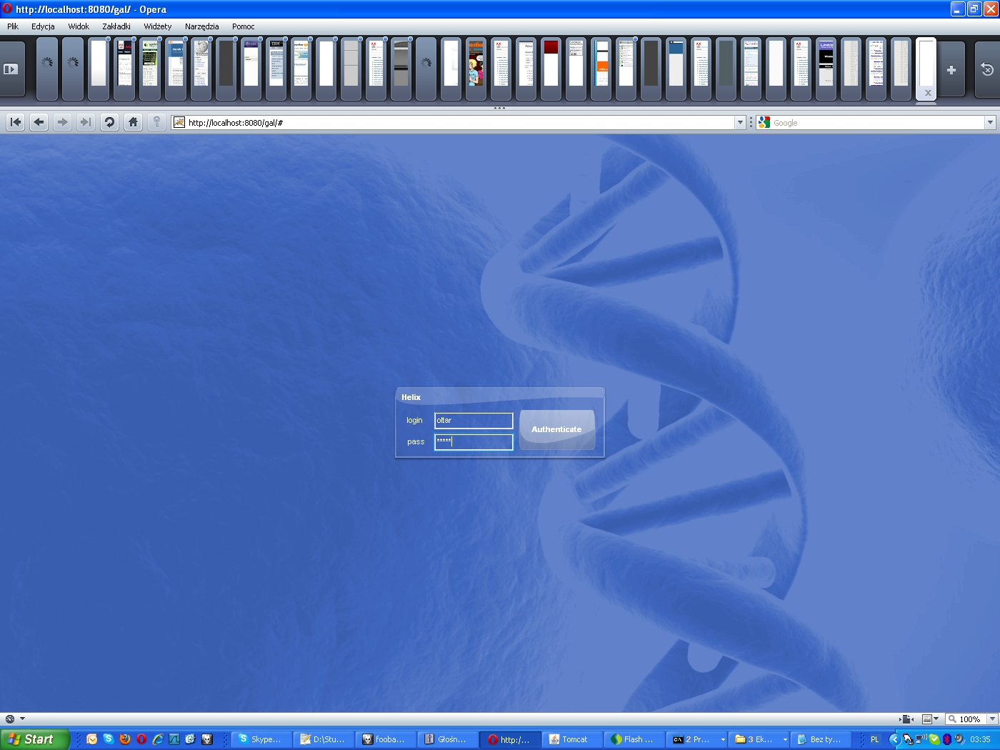 http://localhost:8080/gal/ - Opera
Plik Edycja Widok Zakładki Widżety Narzędzia Pomoc
http://localhost:8080/gal/#
Google
Helix
login oltar
pass *****
Authenticate
100%
Start
Skype...
D:\Stu...
fooba...
Głośn...
http:/...
Tomcat
Flash ...
2 Pr...
3 Ek...
Bez ty...
PL
03:35